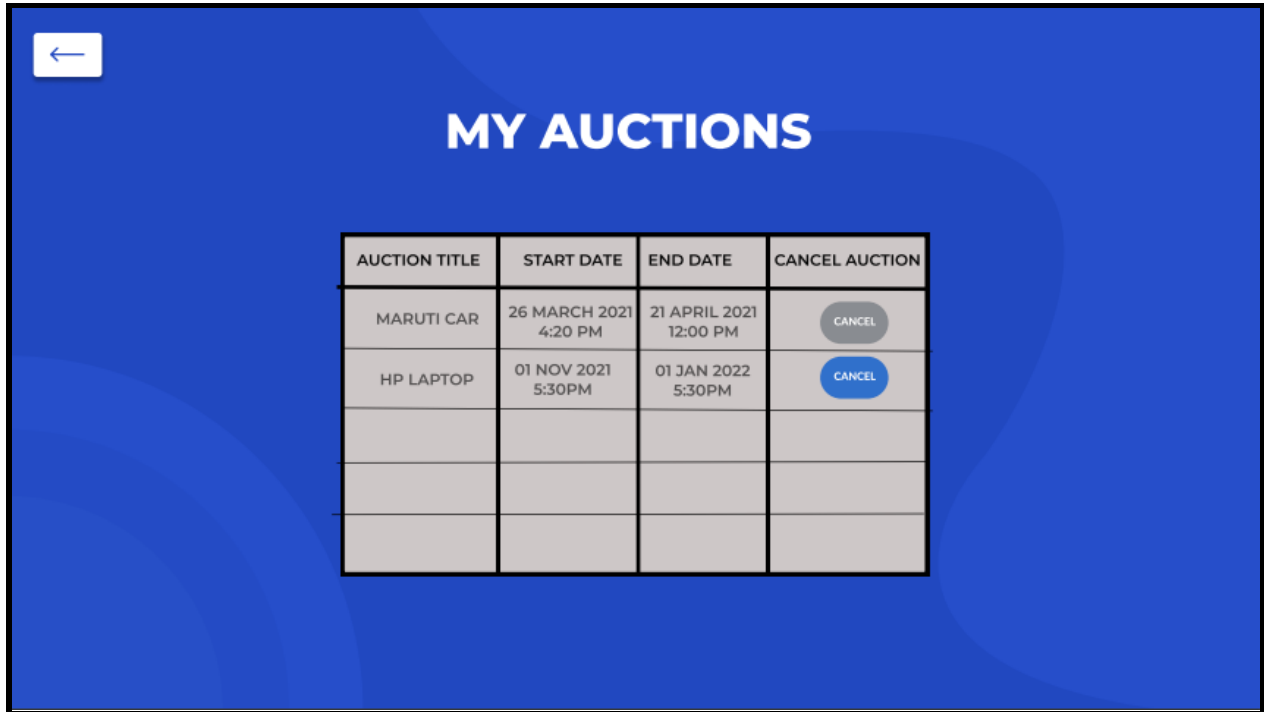 MY AUCTIONS
AUCTION TITLE START DATE END DATE CANCEL AUCTION
MARUTI CAR 26 MARCH 2021 21 APRIL 2021 CANCEL
4:20 PM 12:00 PM
HP LAPTOP 01 NOV 2021 01 JAN 2022 CANCEL
5:30PM 5:30PM